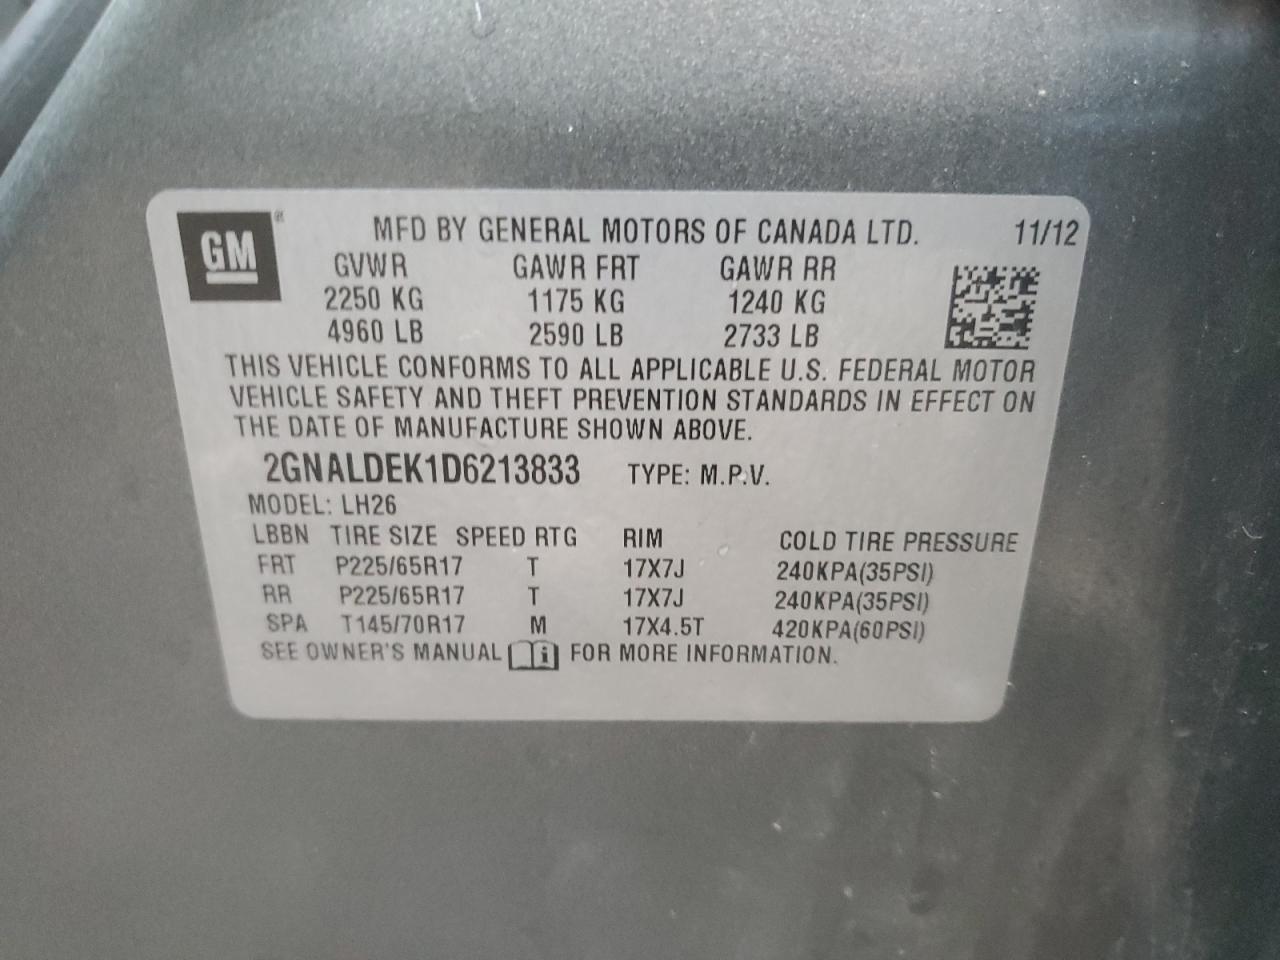 GM ®
MFD BY GENERAL MOTORS OF CANADA LTD. 11/12
GVWR GAWR FRT GAWR RR
2250 KG 1175 KG 1240 KG
4960 LB 2590 LB 2733 LB
THIS VEHICLE CONFORMS TO ALL APPLICABLE U.S. FEDERAL MOTOR
VEHICLE SAFETY AND THEFT PREVENTION STANDARDS IN EFFECT ON
THE DATE OF MANUFACTURE SHOWN ABOVE.
2GNALDEK1D6213833 TYPE: M.P.V.
MODEL: LH26
LBBN TIRE SIZE SPEED RTG RIM COLD TIRE PRESSURE
FRT P225/65R17 T 17X7J 240KPA(35PSI)
RR P225/65R17 T 17X7J 240KPA(35PSI)
SPA T145/70R17 M 17X4.5T 420KPA(60PSI)
SEE OWNER'S MANUAL i FOR MORE INFORMATION.